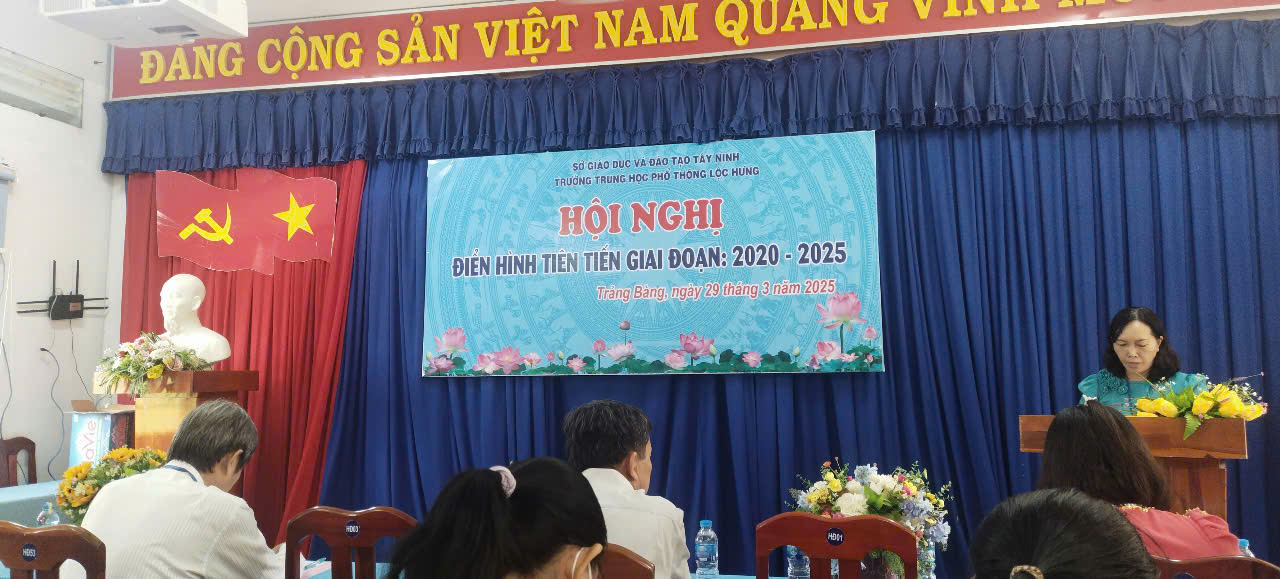 ĐẢNG CỘNG SẢN VIỆT NAM QUANG VINH
SỞ GIÁO DỤC VÀ ĐÀO TẠO TÂY NINH
TRƯỜNG TRUNG HỌC PHỔ THÔNG LỘC HƯNG
HỘI NGHỊ
ĐIỂN HÌNH TIÊN TIẾN GIAI ĐOẠN: 2020 - 2025
Trảng Bàng, ngày 29 tháng 3 năm 2025
HĐ53
HĐ01